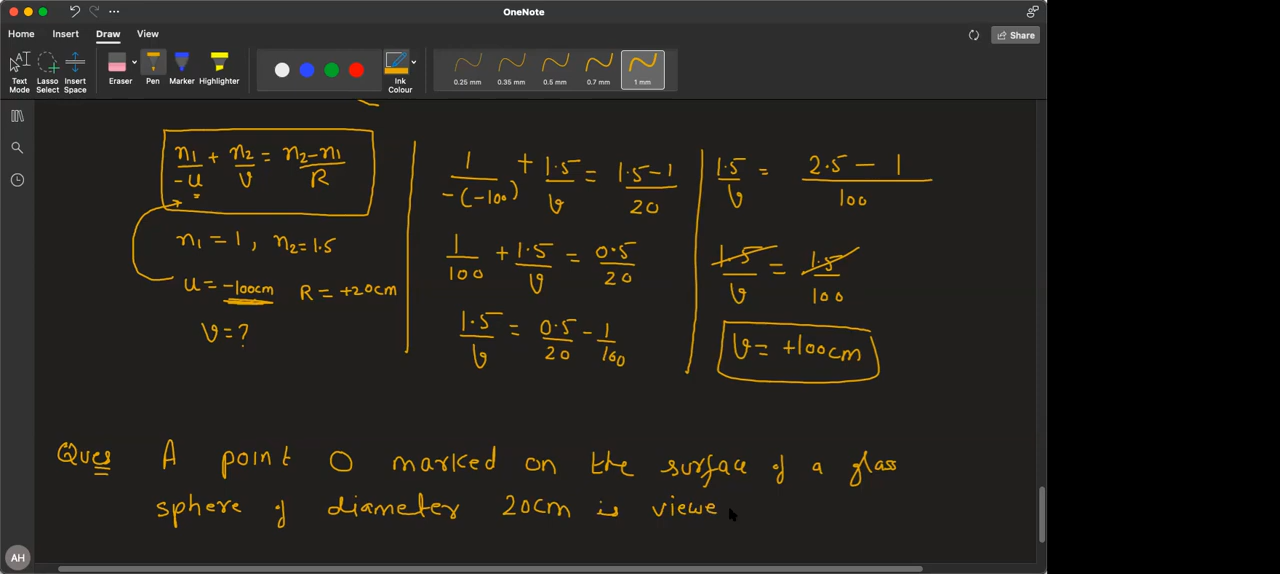 OneNote
Home Insert Draw View
Share
Text Mode
Lasso Select
Insert Space
Eraser
Pen
Marker
Highlighter
Ink Colour
0.25 mm
0.35 mm
0.5 mm
0.7 mm
1 mm
n₁/-u + n₂/v = n₂-n₁/R
n₁ = 1, n₂ = 1.5
u = -100cm R = +20cm
v = ?
1/-(-100) + 1.5/v = 1.5-1/20
1/100 + 1.5/v = 0.5/20
1.5/v = 0.5/20 - 1/100
1.5/v = 2.5 - 1/100
1.5/v = 1.5/100
v = +100cm
Ques A point O marked on the surface of a glass
sphere of diameter 20cm is viewe
AH